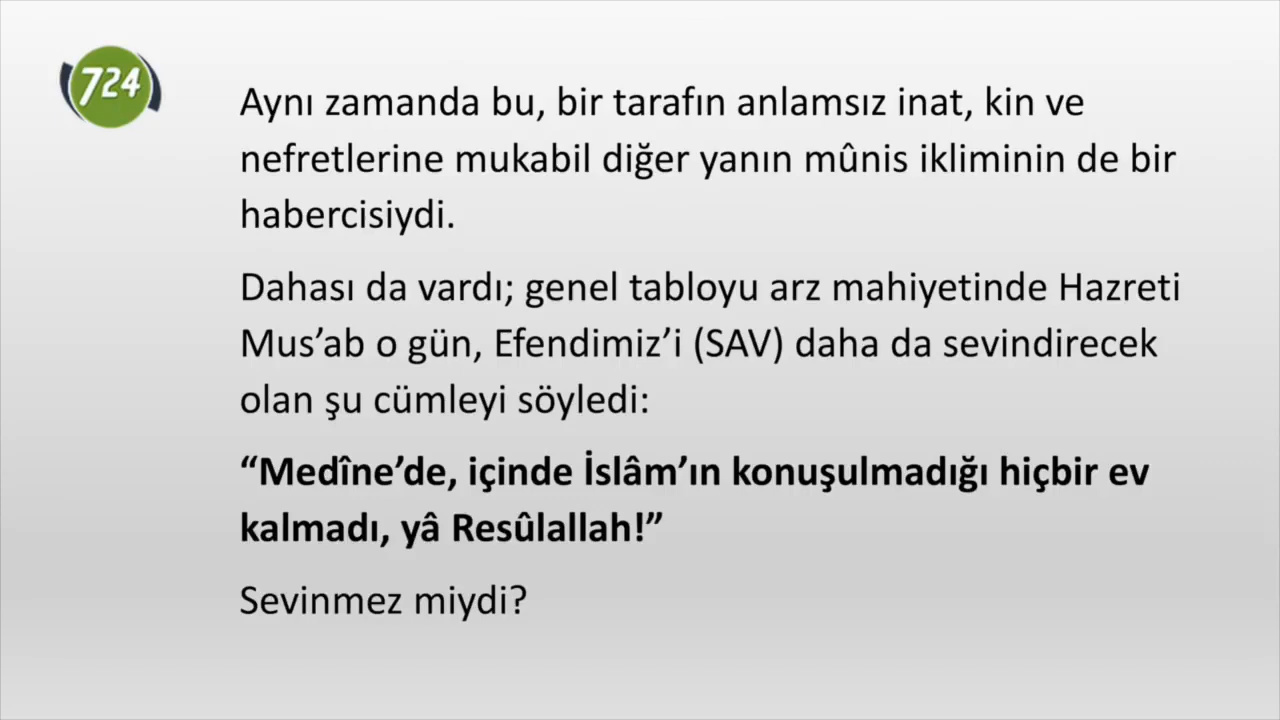 724
Aynı zamanda bu, bir tarafın anlamsız inat, kin ve
nefretlerine mukabil diğer yanın mûnis ikliminin de bir
habercisiydi.
Dahası da vardı; genel tabloyu arz mahiyetinde Hazreti
Mus’ab o gün, Efendimiz’i (SAV) daha da sevindirecek
olan şu cümleyi söyledi:
“Medîne’de, içinde İslâm’ın konuşulmadığı hiçbir ev
kalmadı, yâ Resûlallah!”
Sevinmez miydi?